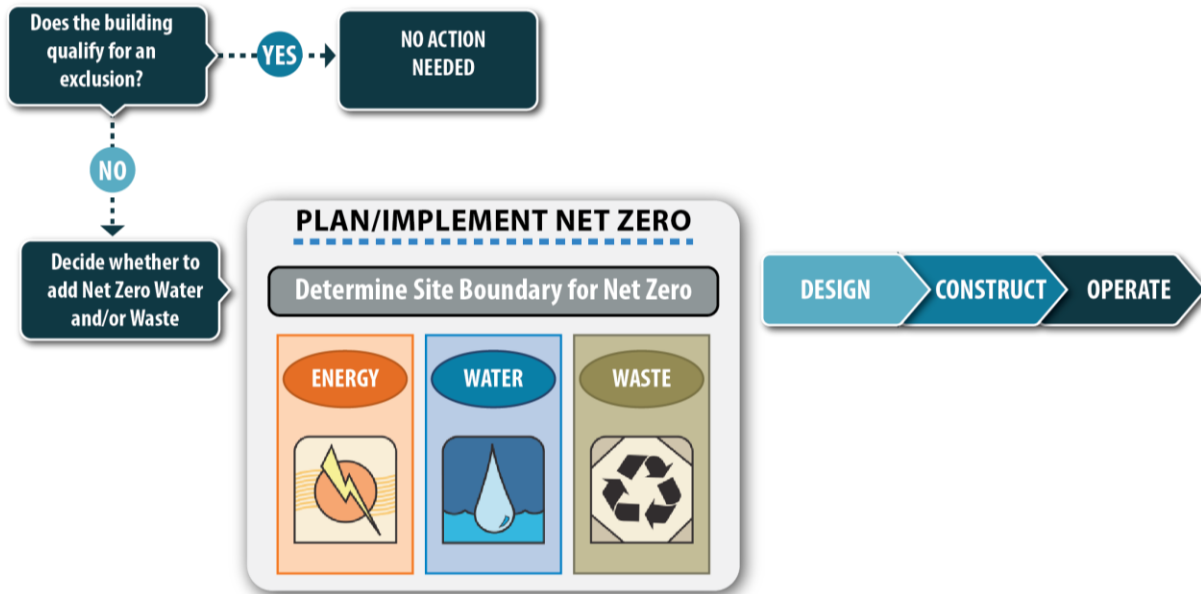 Does the building
qualify for an
exclusion?
YES
NO ACTION
NEEDED
NO
Decide whether to
add Net Zero Water
and/or Waste
PLAN/IMPLEMENT NET ZERO
Determine Site Boundary for Net Zero
ENERGY
WATER
WASTE
DESIGN
CONSTRUCT
OPERATE